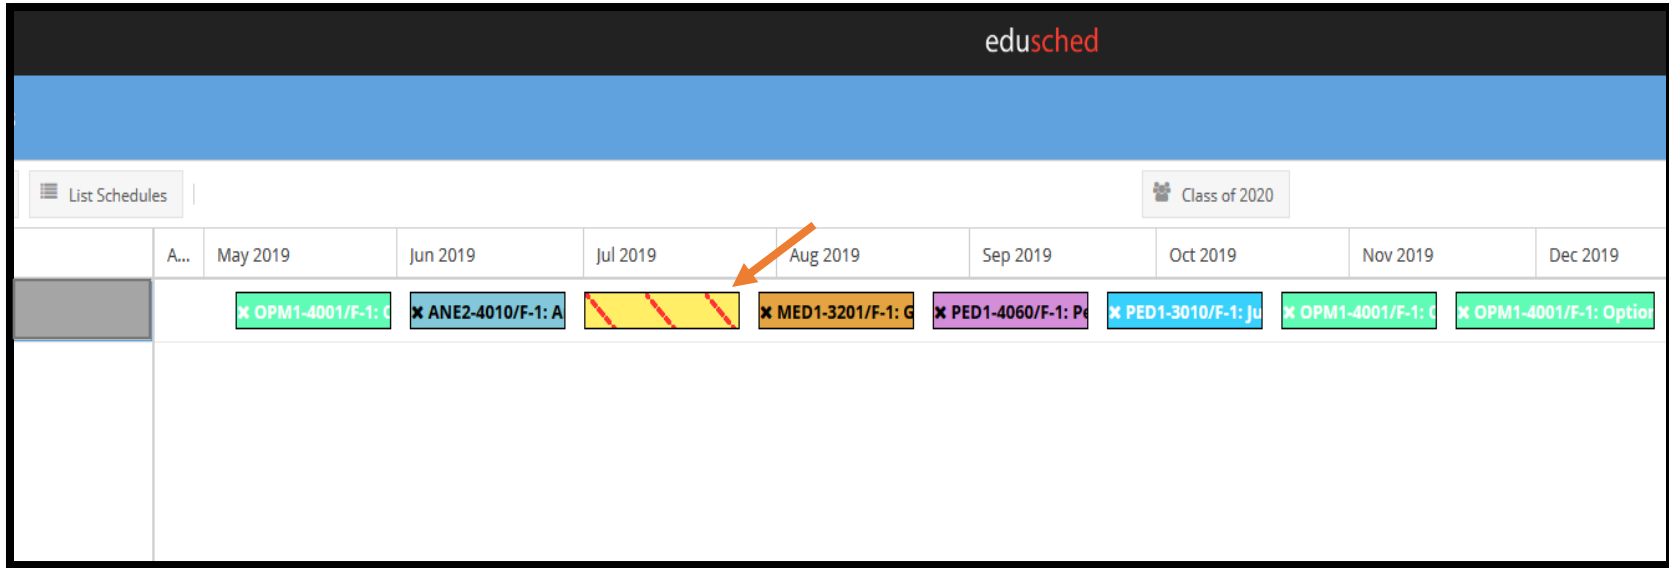 edusched
List Schedules
Class of 2020
A... May 2019 Jun 2019 Jul 2019 Aug 2019 Sep 2019 Oct 2019 Nov 2019 Dec 2019
✖ OPM1-4001/F-1: ✖ ANE2-4010/F-1: A ✖ MED1-3201/F-1: G ✖ PED1-4060/F-1: Pe ✖ PED1-3010/F-1: Ju ✖ OPM1-4001/F-1: ✖ OPM1-4001/F-1: Option